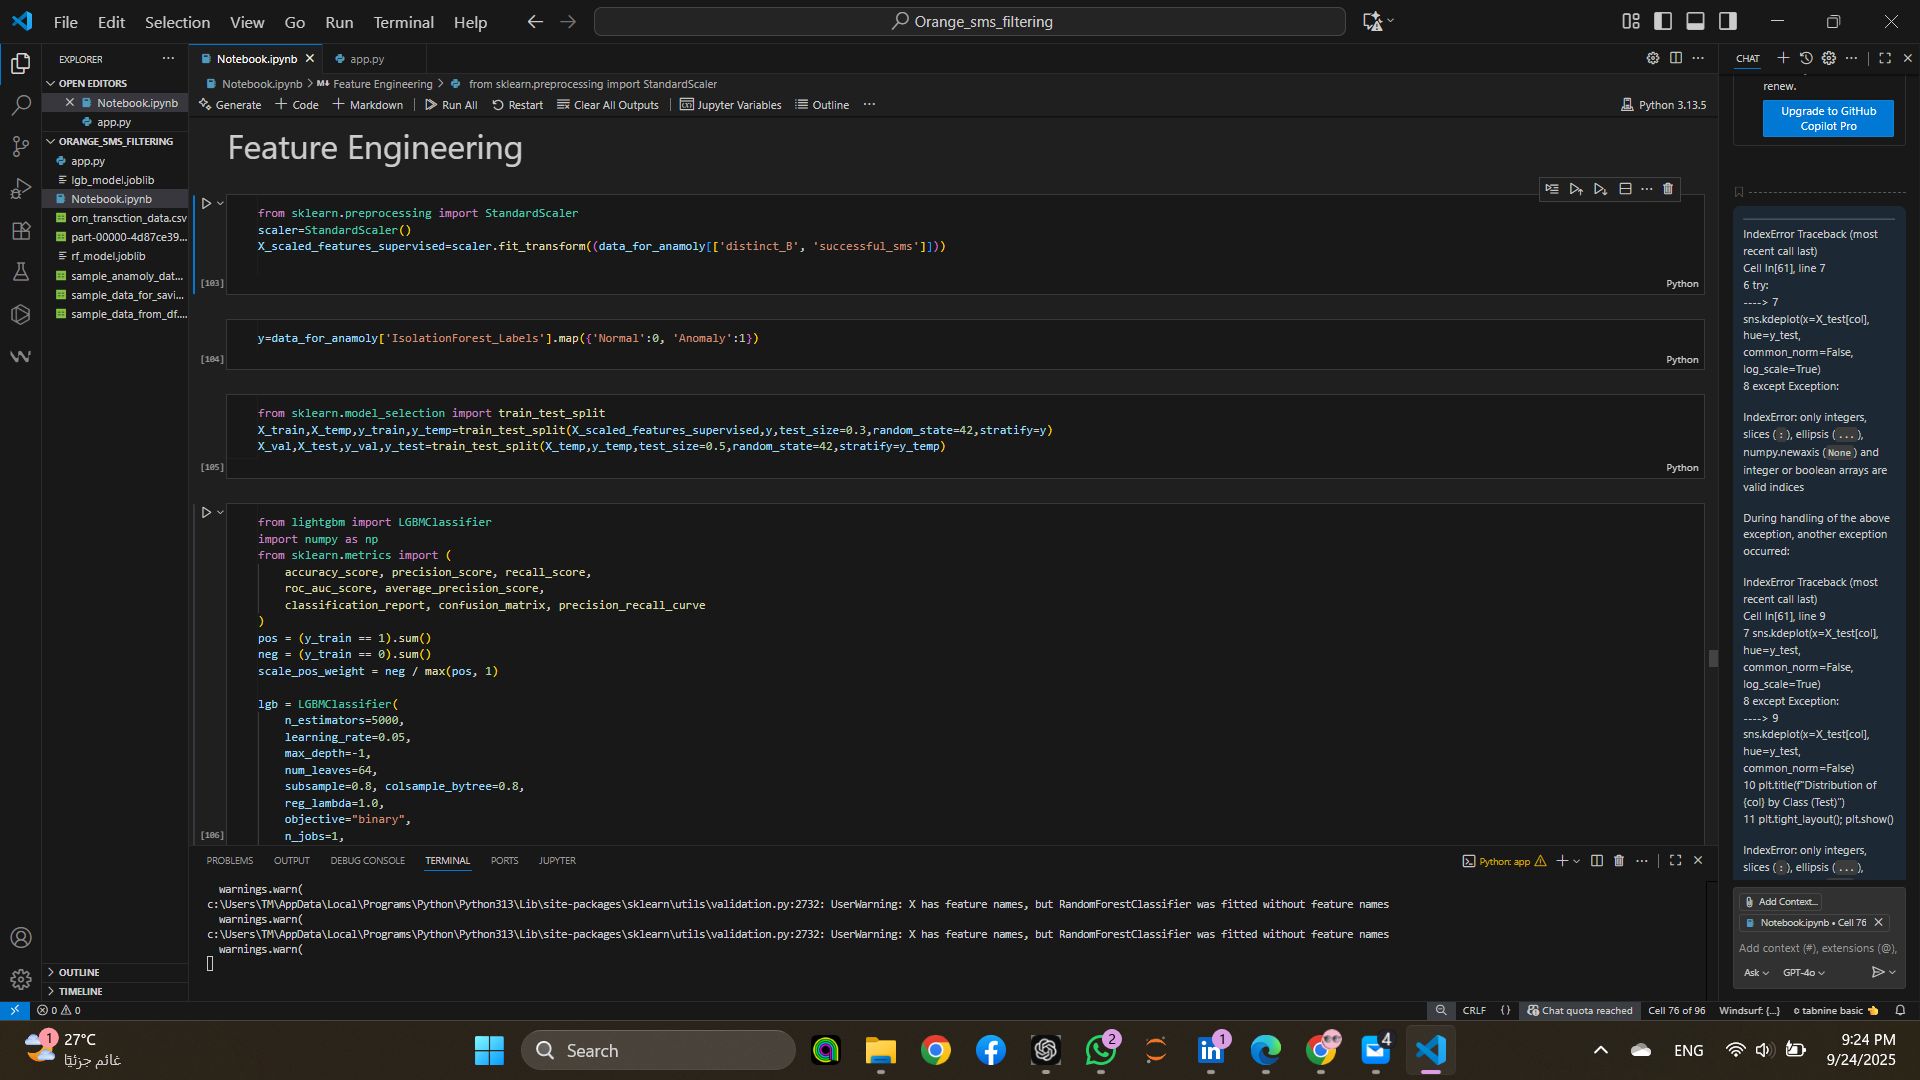 File Edit Selection View Go Run Terminal Help
Orange_sms_filtering
EXPLORER
OPEN EDITORS
Notebook.ipynb
app.py
ORANGE_SMS_FILTERING
app.py
lgb_model.joblib
Notebook.ipynb
orn_transction_data.csv
part-00000-4d87ce39...
rf_model.joblib
sample_anamoly_dat...
sample_data_for_savi...
sample_data_from_df....
OUTLINE
TIMELINE
Notebook.ipynb
app.py
Notebook.ipynb > M↓ Feature Engineering > from sklearn.preprocessing import StandardScaler
Generate + Code + Markdown | Run All Restart Clear All Outputs | Jupyter Variables Outline ...
Python 3.13.5
Feature Engineering
from sklearn.preprocessing import StandardScaler
scaler=StandardScaler()
X_scaled_features_supervised=scaler.fit_transform((data_for_anamoly[['distinct_B', 'successful_sms']]))
[103]
Python
y=data_for_anamoly['IsolationForest_Labels'].map({'Normal':0, 'Anomaly':1})
[104]
Python
from sklearn.model_selection import train_test_split
X_train,X_temp,y_train,y_temp=train_test_split(X_scaled_features_supervised,y,test_size=0.3,random_state=42,stratify=y)
X_val,X_test,y_val,y_test=train_test_split(X_temp,y_temp,test_size=0.5,random_state=42,stratify=y_temp)
[105]
Python
from lightgbm import LGBMClassifier
import numpy as np
from sklearn.metrics import (
accuracy_score, precision_score, recall_score,
roc_auc_score, average_precision_score,
classification_report, confusion_matrix, precision_recall_curve
)
pos = (y_train == 1).sum()
neg = (y_train == 0).sum()
scale_pos_weight = neg / max(pos, 1)
lgb = LGBMClassifier(
n_estimators=5000,
learning_rate=0.05,
max_depth=-1,
num_leaves=64,
subsample=0.8, colsample_bytree=0.8,
reg_lambda=1.0,
objective="binary",
n_jobs=1,
[106]
PROBLEMS OUTPUT DEBUG CONSOLE TERMINAL PORTS JUPYTER
Python: app
warnings.warn(
c:\Users\TM\AppData\Local\Programs\Python\Python313\Lib\site-packages\sklearn\utils\validation.py:2732: UserWarning: X has feature names, but RandomForestClassifier was fitted without feature names
warnings.warn(
c:\Users\TM\AppData\Local\Programs\Python\Python313\Lib\site-packages\sklearn\utils\validation.py:2732: UserWarning: X has feature names, but RandomForestClassifier was fitted without feature names
warnings.warn(
CHAT
renew.
Upgrade to GitHub
Copilot Pro
IndexError Traceback (most
recent call last)
Cell In[61], line 7
6 try:
----> 7
sns.kdeplot(x=X_test[col],
hue=y_test,
common_norm=False,
log_scale=True)
8 except Exception:
IndexError: only integers,
slices (:), ellipsis (...),
numpy.newaxis (None) and
integer or boolean arrays are
valid indices
During handling of the above
exception, another exception
occurred:
IndexError Traceback (most
recent call last)
Cell In[61], line 9
7 sns.kdeplot(x=X_test[col],
hue=y_test,
common_norm=False,
log_scale=True)
8 except Exception:
----> 9
sns.kdeplot(x=X_test[col],
hue=y_test,
common_norm=False)
10 plt.title(f"Distribution of
{col} by Class (Test)")
11 plt.tight_layout(); plt.show()
IndexError: only integers,
slices (:), ellipsis (...),
Add Context...
Notebook.ipynb • Cell 76
Add context (#), extensions (@),
Ask GPT-4o
0 0
CRLF {} Chat quota reached Cell 76 of 96 Windsurf: {...} tabnine basic
1
27°C
غائم جزئيًا
Search
2
1
4
ENG
9:24 PM
9/24/2025